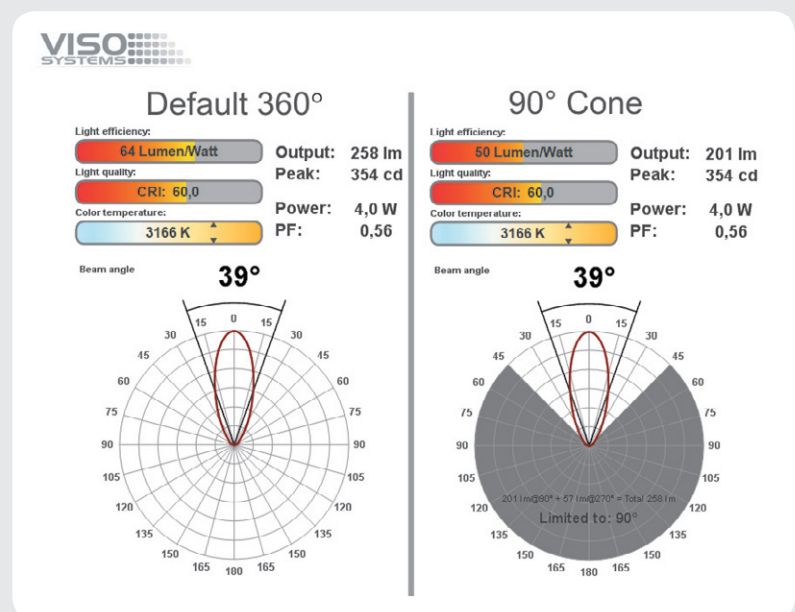 VISO
SYSTEMS
Default 360°
Light efficiency:
64 Lumen/Watt
Output: 258 lm
Light quality:
Peak: 354 cd
CRI: 60,0
Color temperature:
Power: 4,0 W
3166 K
PF: 0,56
Beam angle
39°
15 0 15
30 30
45 45
60 60
75 75
90 90
105 105
120 120
135 135
150 150
165 180 165
90° Cone
Light efficiency:
50 Lumen/Watt
Output: 201 lm
Light quality:
Peak: 354 cd
CRI: 60,0
Color temperature:
Power: 4,0 W
3166 K
PF: 0,56
Beam angle
39°
15 0 15
30 30
45 45
60 60
75 75
90 90
105 105
201 lm@90° + 57 lm@270° = Total 258 lm
120 120
Limited to: 90°
135 135
150 150
165 180 165